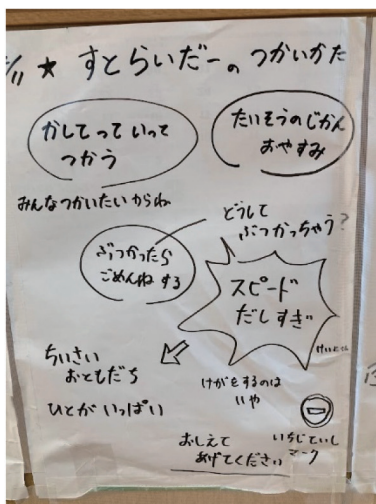 5/11 ★ すとらいだーの つかいかた
かしてって いって
つかう
たいそうのじかん
おやすみ
みんなつかいたいからね
どうして
ぶつかっちゃう?
ぶつかったら
ごめんね する
スピード
だしすぎ
ちいさい
おともだち
ひとが いっぱい
けがをするのは
いや
おしえて
あげてください
いちじていし
マーク